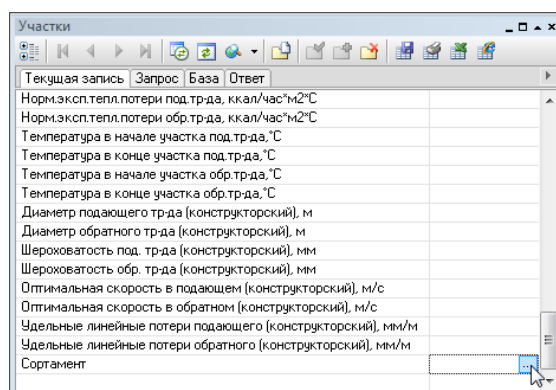 Участки
Текущая запись Запрос База Ответ
Норм.эксп.тепл.потери под.тр-да, ккал/час*м2*С
Норм.эксп.тепл.потери обр.тр-да, ккал/час*м2*С
Температура в начале участка под.тр-да,°С
Температура в конце участка под.тр-да,°С
Температура в начале участка обр.тр-да,°С
Температура в конце участка обр.тр-да,°С
Диаметр подающего тр-да (конструкторский), м
Диаметр обратного тр-да (конструкторский), м
Шероховатость под. тр-да (конструкторский), мм
Шероховатость обр. тр-да (конструкторский), мм
Оптимальная скорость в подающем (конструкторский), м/с
Оптимальная скорость в обратном (конструкторский), м/с
Удельные линейные потери подающего (конструкторский), мм/м
Удельные линейные потери обратного (конструкторский), мм/м
Сортамент ...